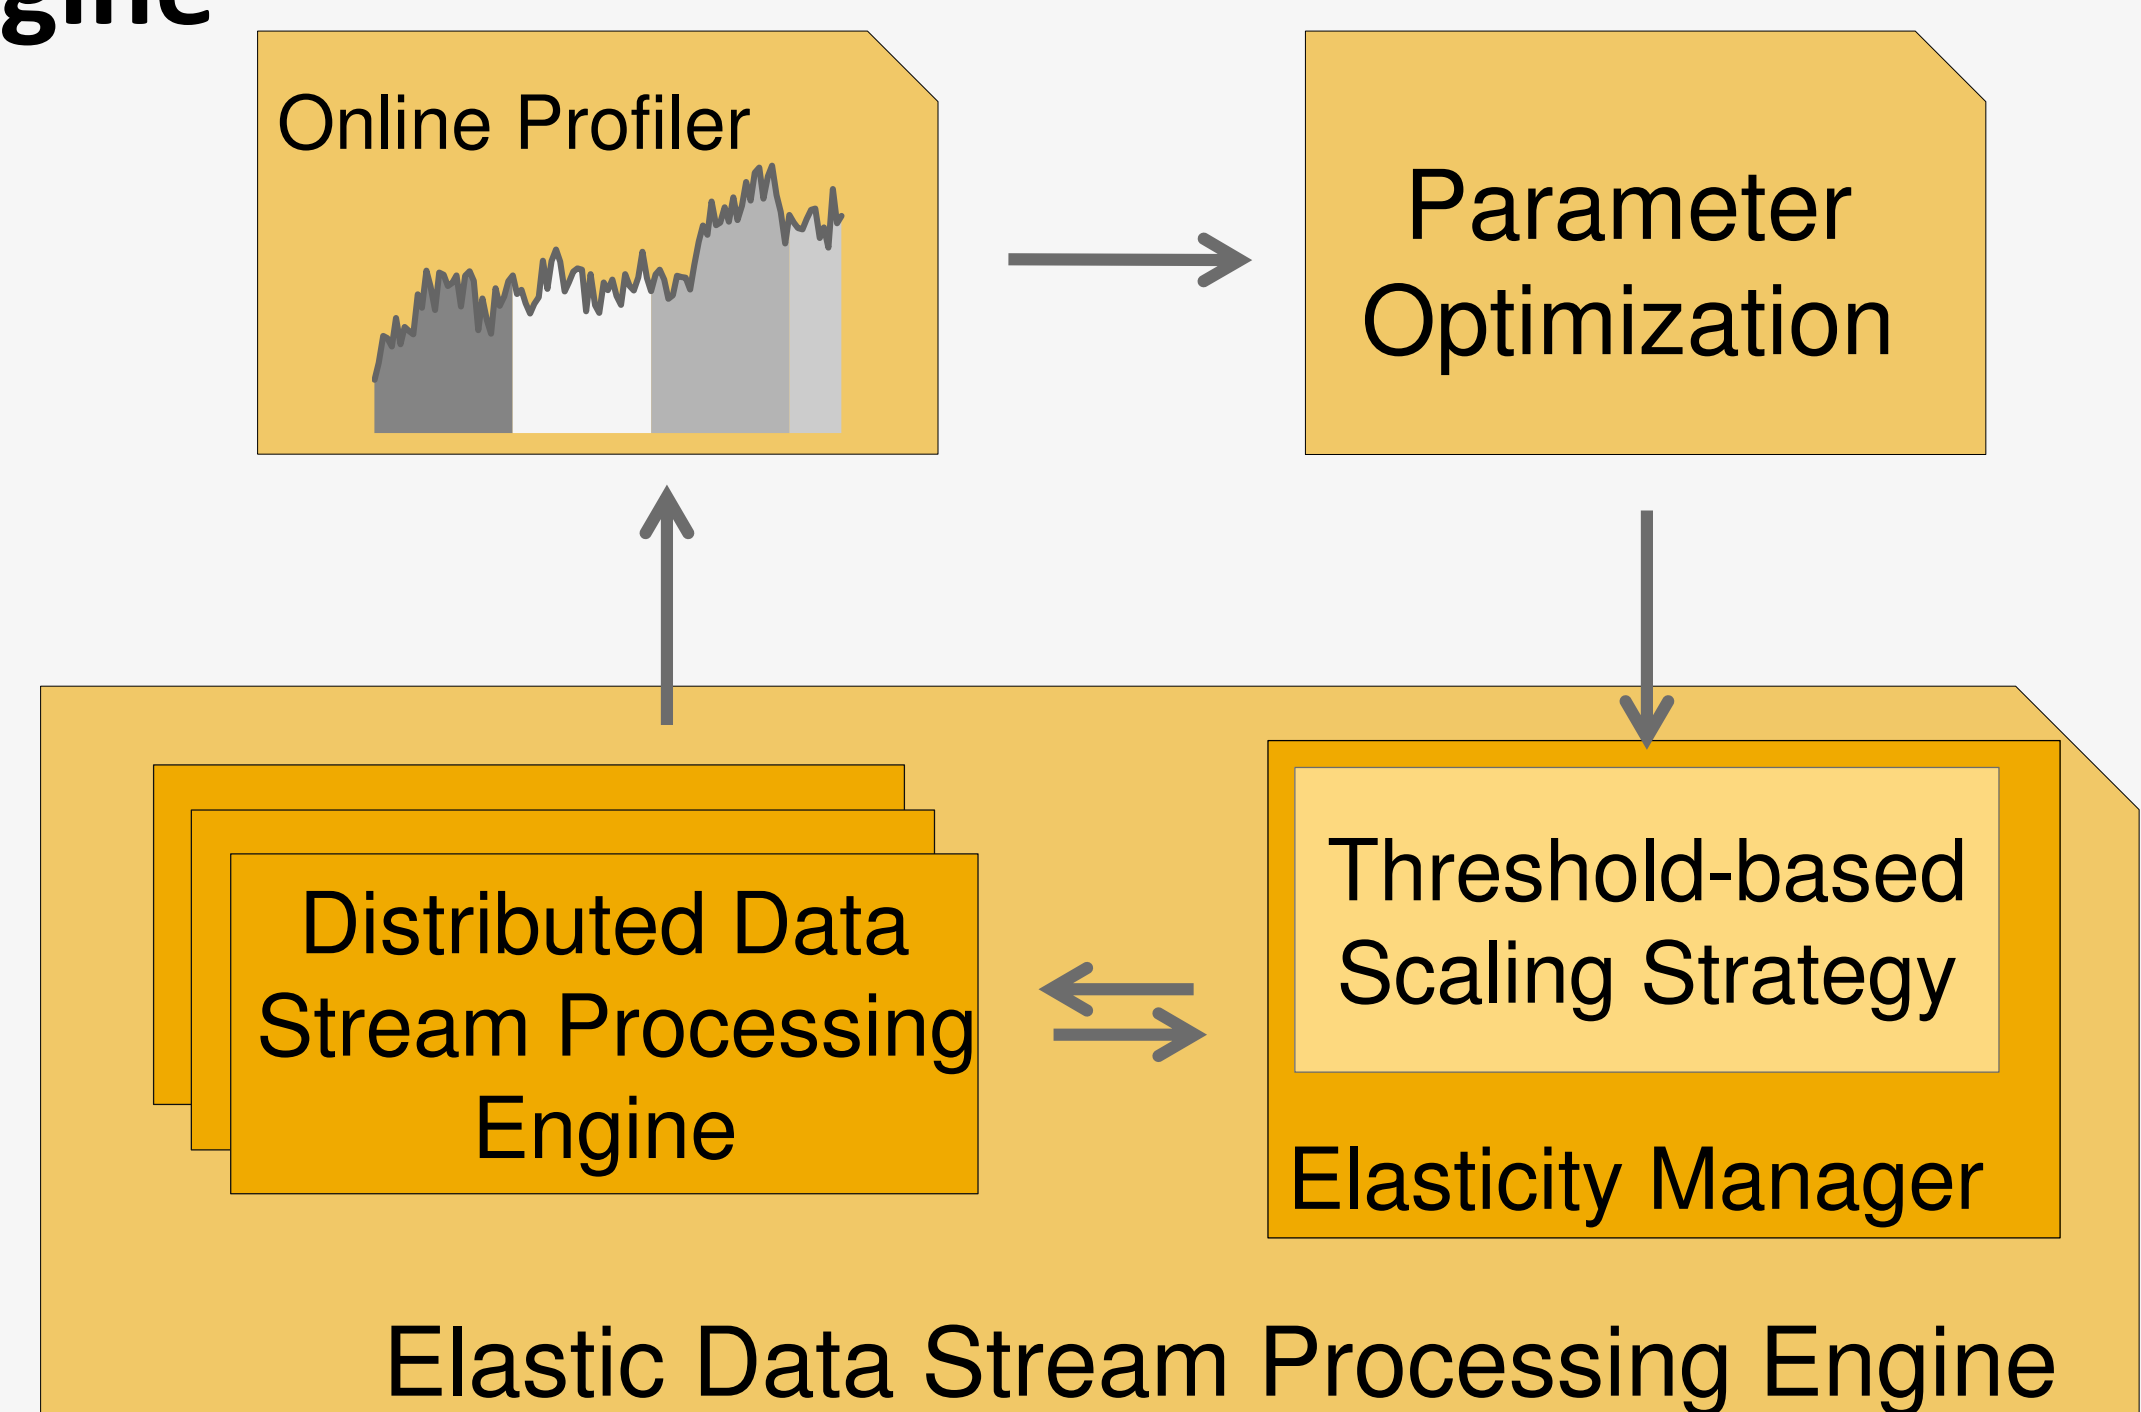 Online Profiler
Parameter
Optimization
Distributed Data
Stream Processing
Engine
Threshold-based
Scaling Strategy
Elasticity Manager
Elastic Data Stream Processing Engine